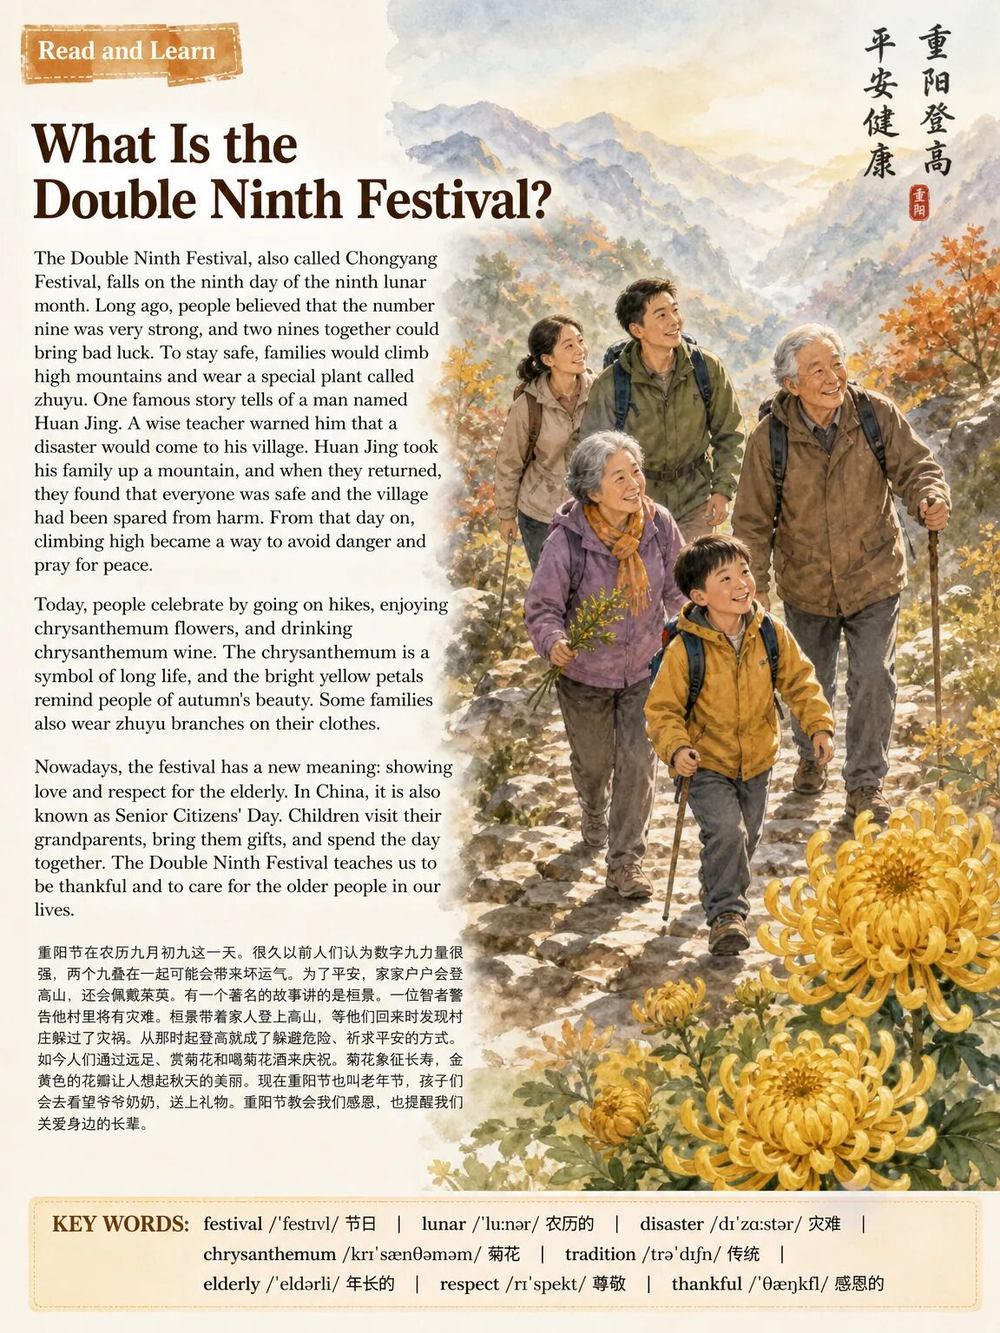 Read and Learn
重阳登高
平安健康
重阳
What Is the
Double Ninth Festival?
The Double Ninth Festival, also called Chongyang
Festival, falls on the ninth day of the ninth lunar
month. Long ago, people believed that the number
nine was very strong, and two nines together could
bring bad luck. To stay safe, families would climb
high mountains and wear a special plant called
zhuyu. One famous story tells of a man named
Huan Jing. A wise teacher warned him that a
disaster would come to his village. Huan Jing took
his family up a mountain, and when they returned,
they found that everyone was safe and the village
had been spared from harm. From that day on,
climbing high became a way to avoid danger and
pray for peace.
Today, people celebrate by going on hikes, enjoying
chrysanthemum flowers, and drinking
chrysanthemum wine. The chrysanthemum is a
symbol of long life, and the bright yellow petals
remind people of autumn's beauty. Some families
also wear zhuyu branches on their clothes.
Nowadays, the festival has a new meaning: showing
love and respect for the elderly. In China, it is also
known as Senior Citizens' Day. Children visit their
grandparents, bring them gifts, and spend the day
together. The Double Ninth Festival teaches us to
be thankful and to care for the older people in our
lives.
重阳节在农历九月初九这一天。很久以前人们认为数字九力量很
强，两个九叠在一起可能会带来坏运气。为了平安，家家户户会登
高山，还会佩戴茱萸。有一个著名的故事讲的是桓景。一位智者警
告他村里将有灾难。桓景带着家人登上高山，等他们回来时发现村
庄躲过了灾祸。从那时起登高就成了躲避危险、祈求平安的方式。
如今人们通过远足、赏菊花和喝菊花酒来庆祝。菊花象征长寿，金
黄色的花瓣让人想起秋天的美丽。现在重阳节也叫老年节，孩子们
会去看望爷爷奶奶，送上礼物。重阳节教会我们感恩，也提醒我们
关爱身边的长辈。
KEY WORDS: festival /ˈfestɪvl/ 节日 | lunar /ˈluːnər/ 农历的 | disaster /dɪˈzɑːstər/ 灾难 |
chrysanthemum /krɪˈsænθəməm/ 菊花 | tradition /trəˈdɪʃn/ 传统 |
elderly /ˈeldərli/ 年长的 | respect /rɪˈspekt/ 尊敬 | thankful /ˈθæŋkfl/ 感恩的